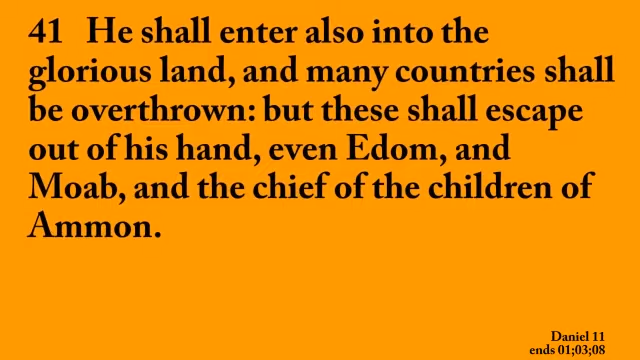 41 He shall enter also into the
glorious land, and many countries shall
be overthrown: but these shall escape
out of his hand, even Edom, and
Moab, and the chief of the children of
Ammon.
Daniel 11
ends 01;03;08